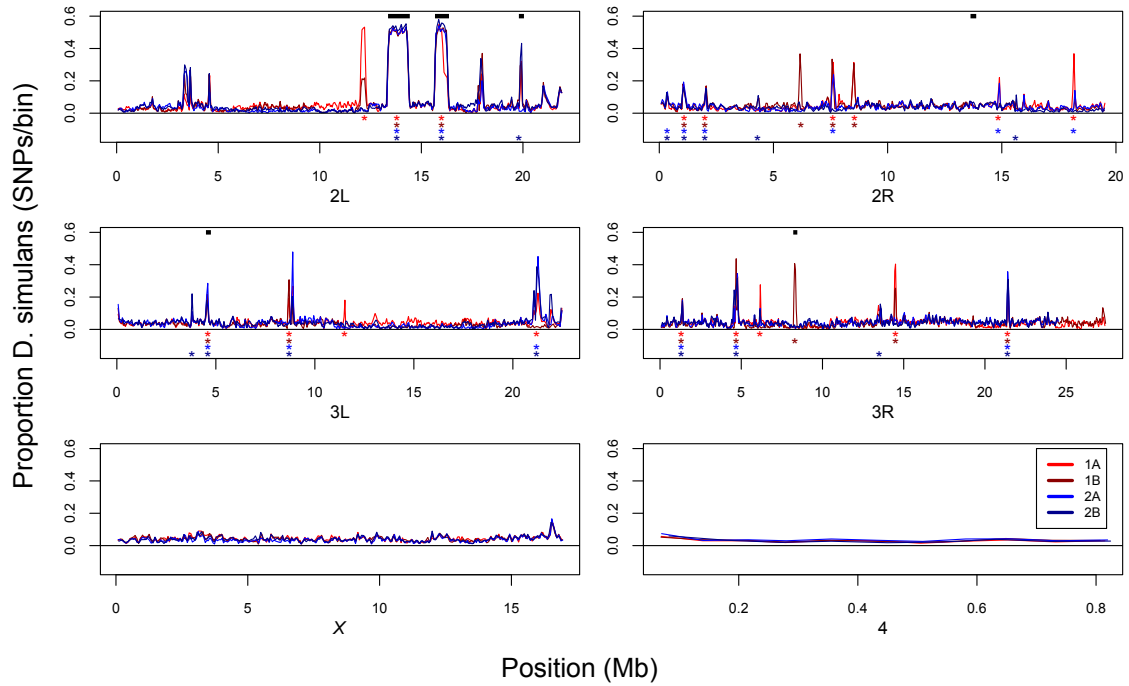 Proportion D. simulans (SNPs/bin)
0.0 0.2 0.4 0.6
* * * *
* *
* *
* * *
0 5 10 15 20
2L
0.0 0.2 0.4 0.6
* * * * * *
* * * * *
* * * * * *
* * * * *
0 5 10 15 20
2R
0.0 0.2 0.4 0.6
0 5 10 15 20
3L
0.0 0.2 0.4 0.6
0 5 10 15 20 25
3R
0.0 0.2 0.4 0.6
0 5 10 15
X
0.0 0.2 0.4 0.6
1A
1B
2A
2B
0.2 0.4 0.6 0.8
4
Position (Mb)